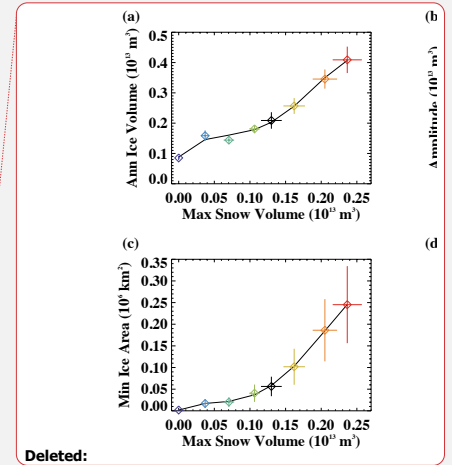 (a)
(b)
Ann Ice Volume (10¹³ m³)
0.5
0.4
0.3
0.2
0.1
0.0
0.00 0.05 0.10 0.15 0.20 0.25
Max Snow Volume (10¹³ m³)
Amplitude (10¹³ m³)
(c)
(d
Min Ice Area (10⁶ km²)
0.35
0.30
0.25
0.20
0.15
0.10
0.05
0.00
0.00 0.05 0.10 0.15 0.20 0.25
Max Snow Volume (10¹³ m³)
Deleted: